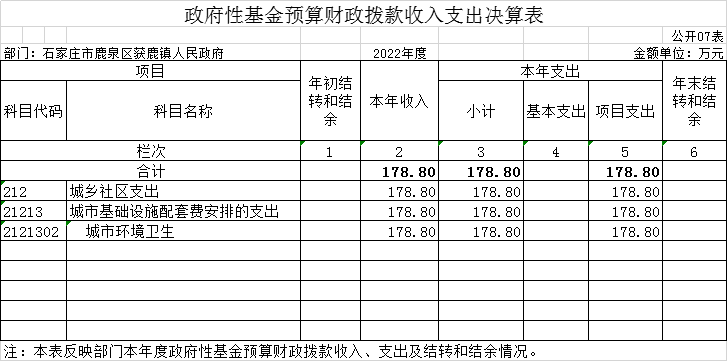 政府性基金预算财政拨款收入支出决算表
公开07表
部门：石家庄市鹿泉区获鹿镇人民政府 2022年度 金额单位：万元
项目 年初结转和结余 本年收入 本年支出 年末结转和结余
科目代码 科目名称 小计 基本支出 项目支出
栏次 1 2 3 4 5 6
合计 178.80 178.80 178.80
212 城乡社区支出 178.80 178.80 178.80
21213 城市基础设施配套费安排的支出 178.80 178.80 178.80
2121302 城市环境卫生 178.80 178.80 178.80
注：本表反映部门本年度政府性基金预算财政拨款收入、支出及结转和结余情况。